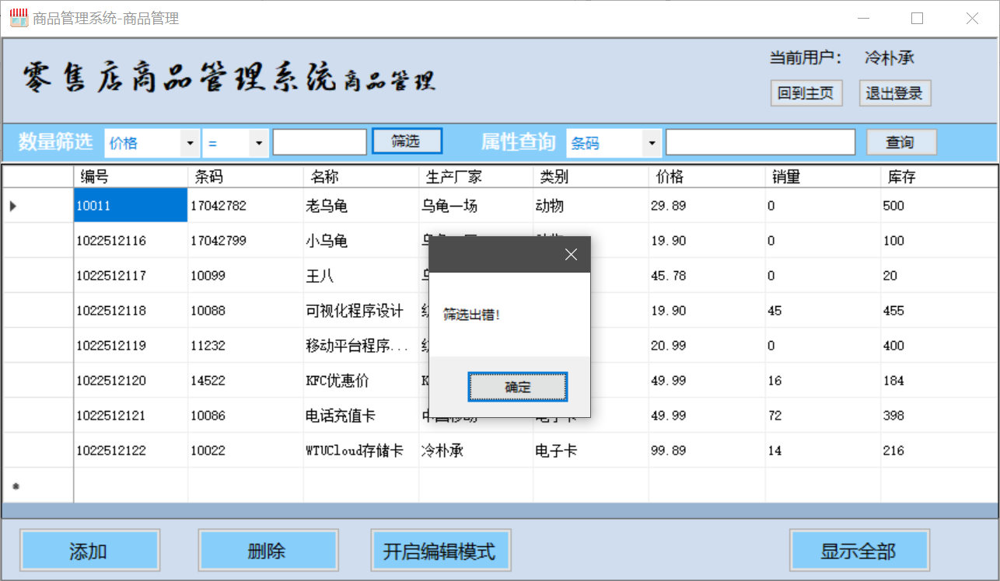 商品管理系统-商品管理
零售店商品管理系统商品管理
当前用户： 冷朴承
回到主页 退出登录
数量筛选 价格 = 筛选 属性查询 条码 查询
编号 条码 名称 生产厂家 类别 价格 销量 库存
10011 17042782 老乌龟 乌龟一场 动物 29.89 0 500
1022512116 17042799 小乌龟 19.90 0 100
1022512117 10099 王八 45.78 0 20
1022512118 10088 可视化程序设计 19.90 45 455
1022512119 11232 移动平台程序... 20.99 0 400
1022512120 14522 KFC优惠价 49.99 16 184
1022512121 10086 电话充值卡 中国移动 电子卡 49.99 72 398
1022512122 10022 WTUCloud存储卡 冷朴承 电子卡 99.89 14 216
筛选出错!
确定
添加 删除 开启编辑模式 显示全部